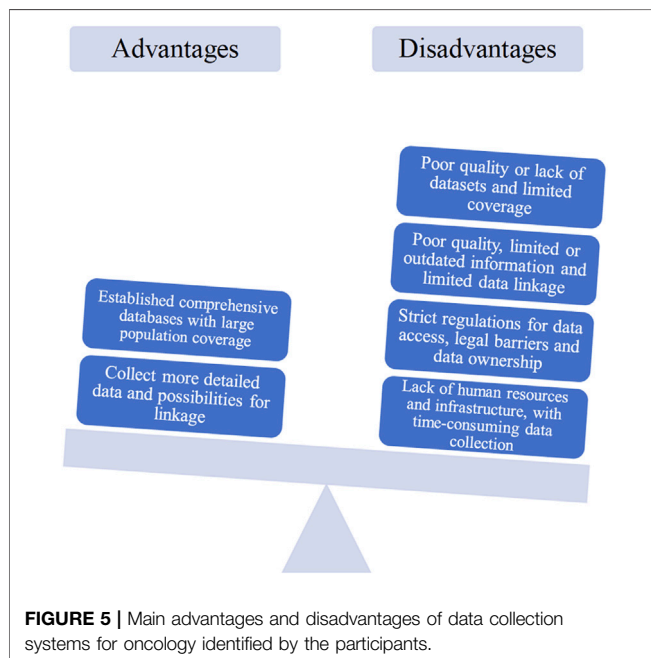 Advantages
Disadvantages
Poor quality or lack of
datasets and limited
coverage
Poor quality, limited or
outdated information and
limited data linkage
Established comprehensive
databases with large
population coverage
Strict regulations for data
access, legal barriers and
data ownership
Collect more detailed
data and possibilities for
linkage
Lack of human resources
and infrastructure, with
time-consuming data
collection
FIGURE 5 | Main advantages and disadvantages of data collection
systems for oncology identified by the participants.